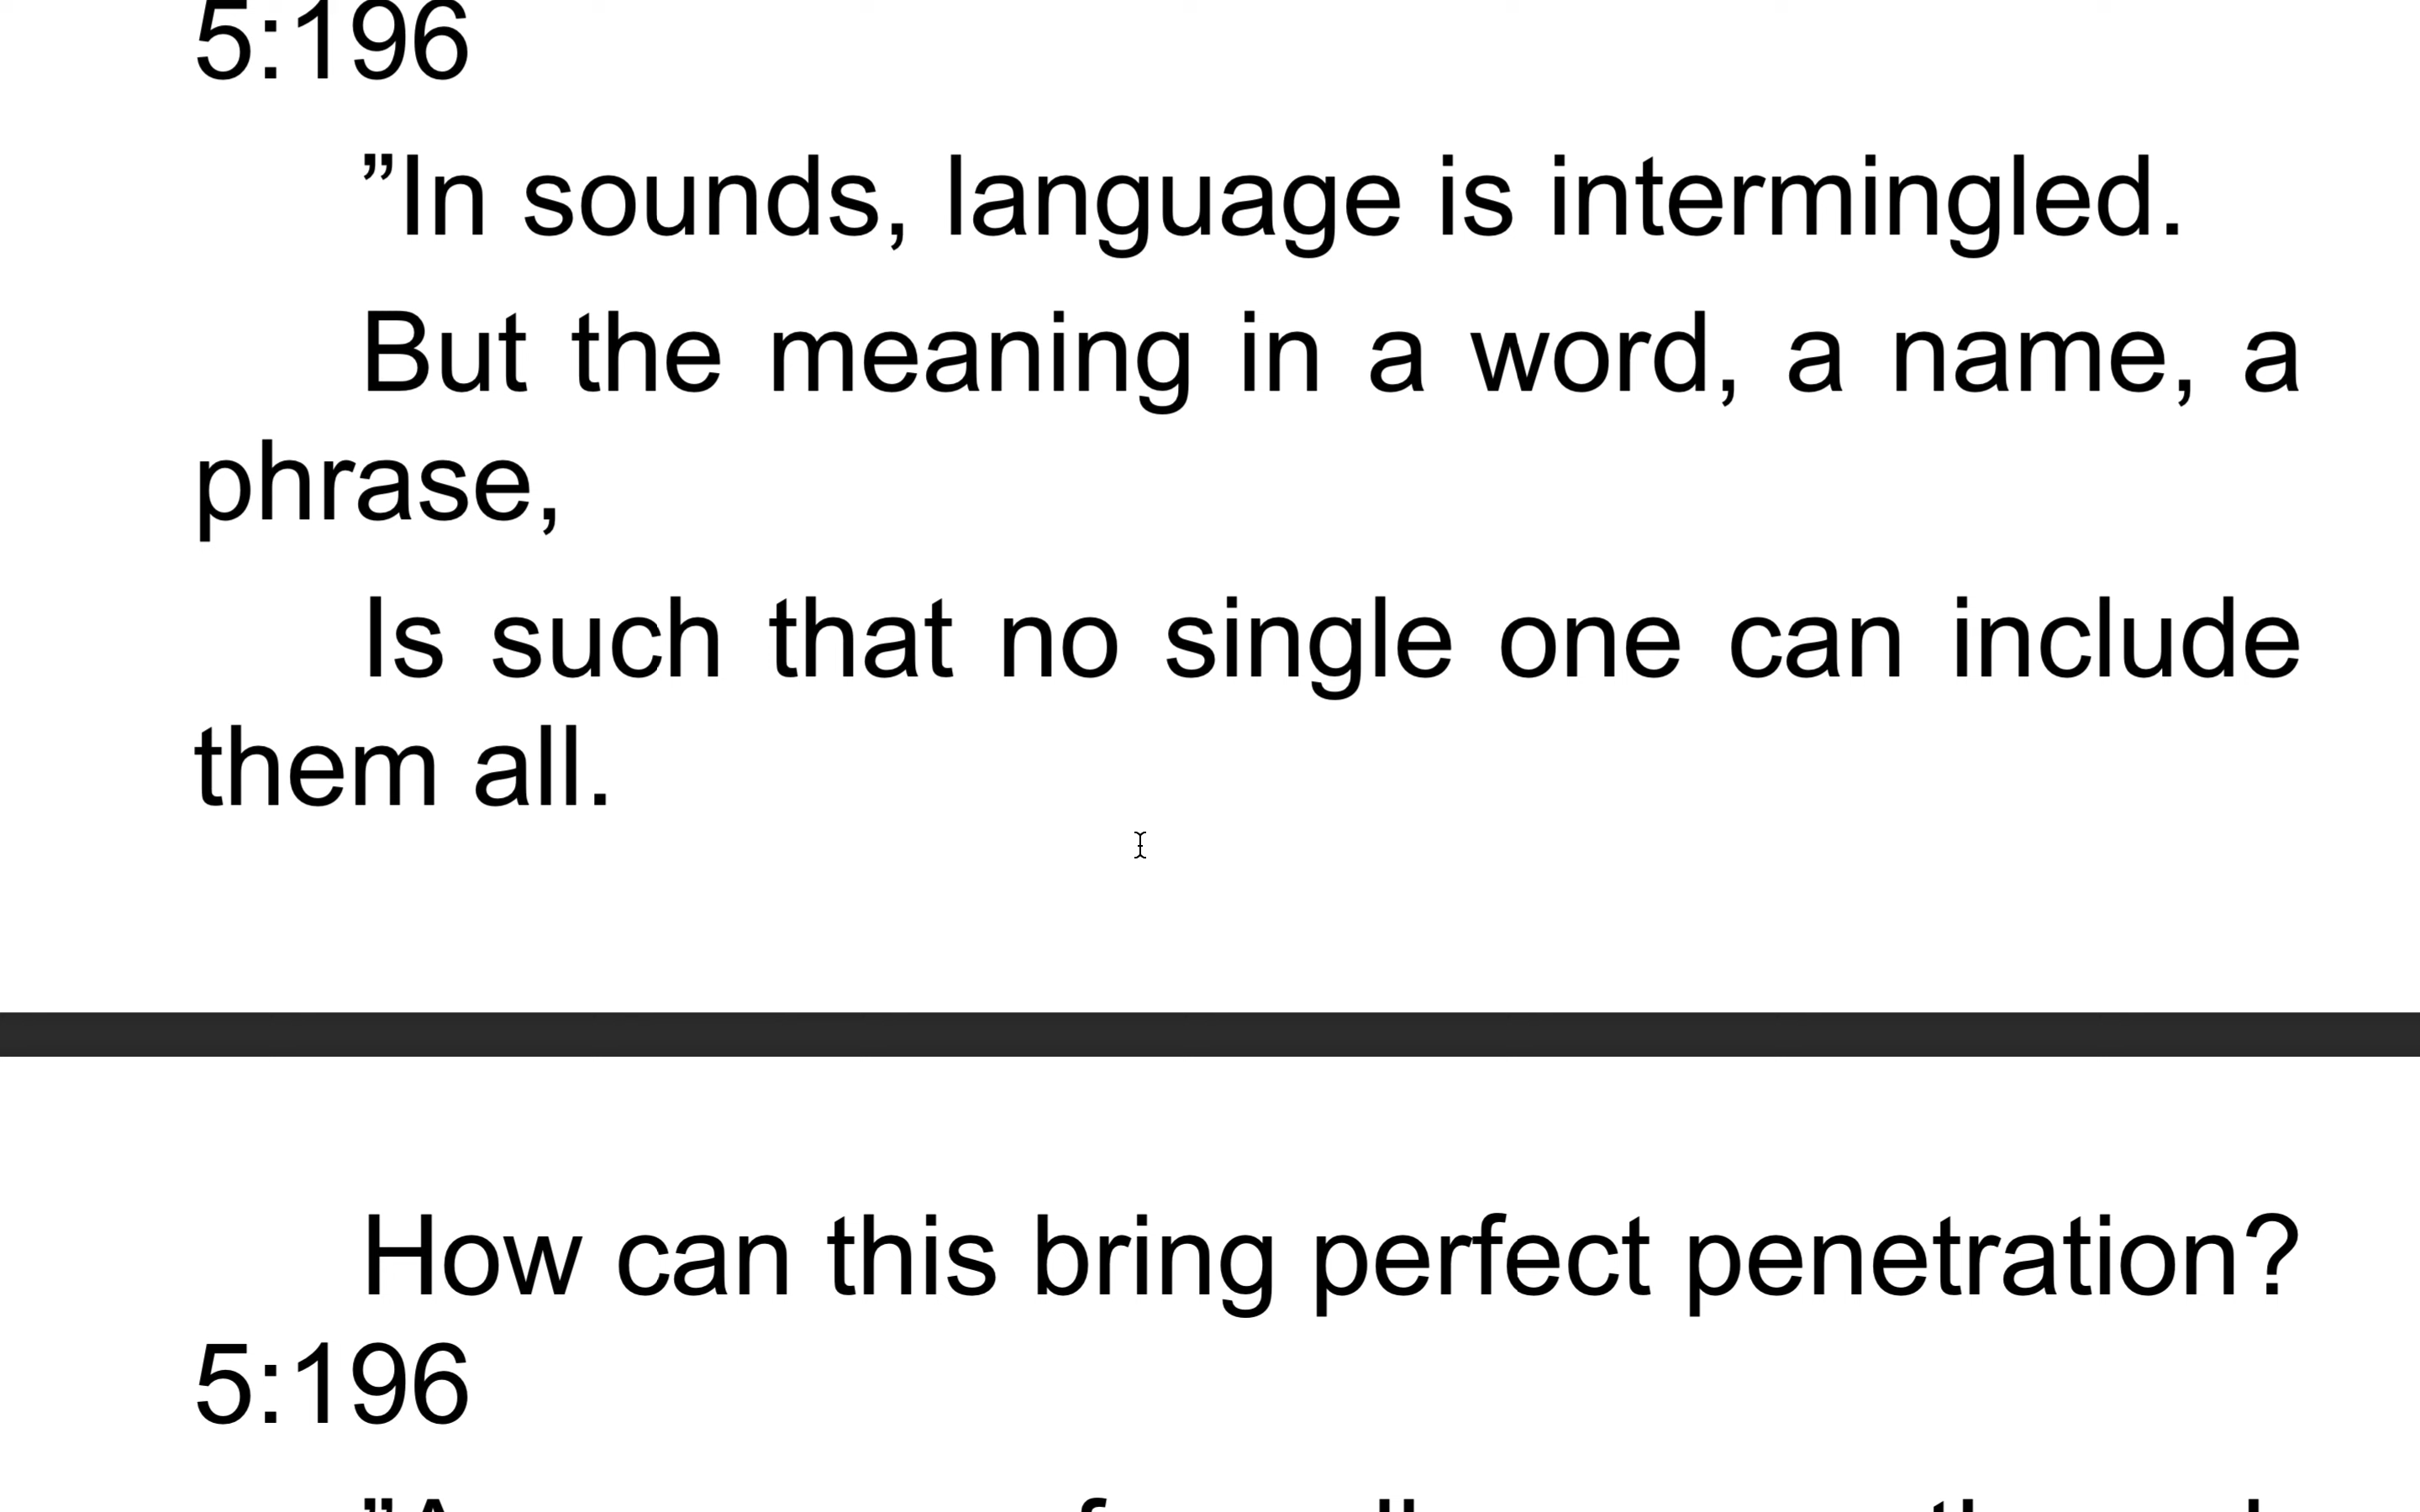 5:196
”In sounds, language is intermingled.
But the meaning in a word, a name, a
phrase,
Is such that no single one can include
them all.
How can this bring perfect penetration?
5:196